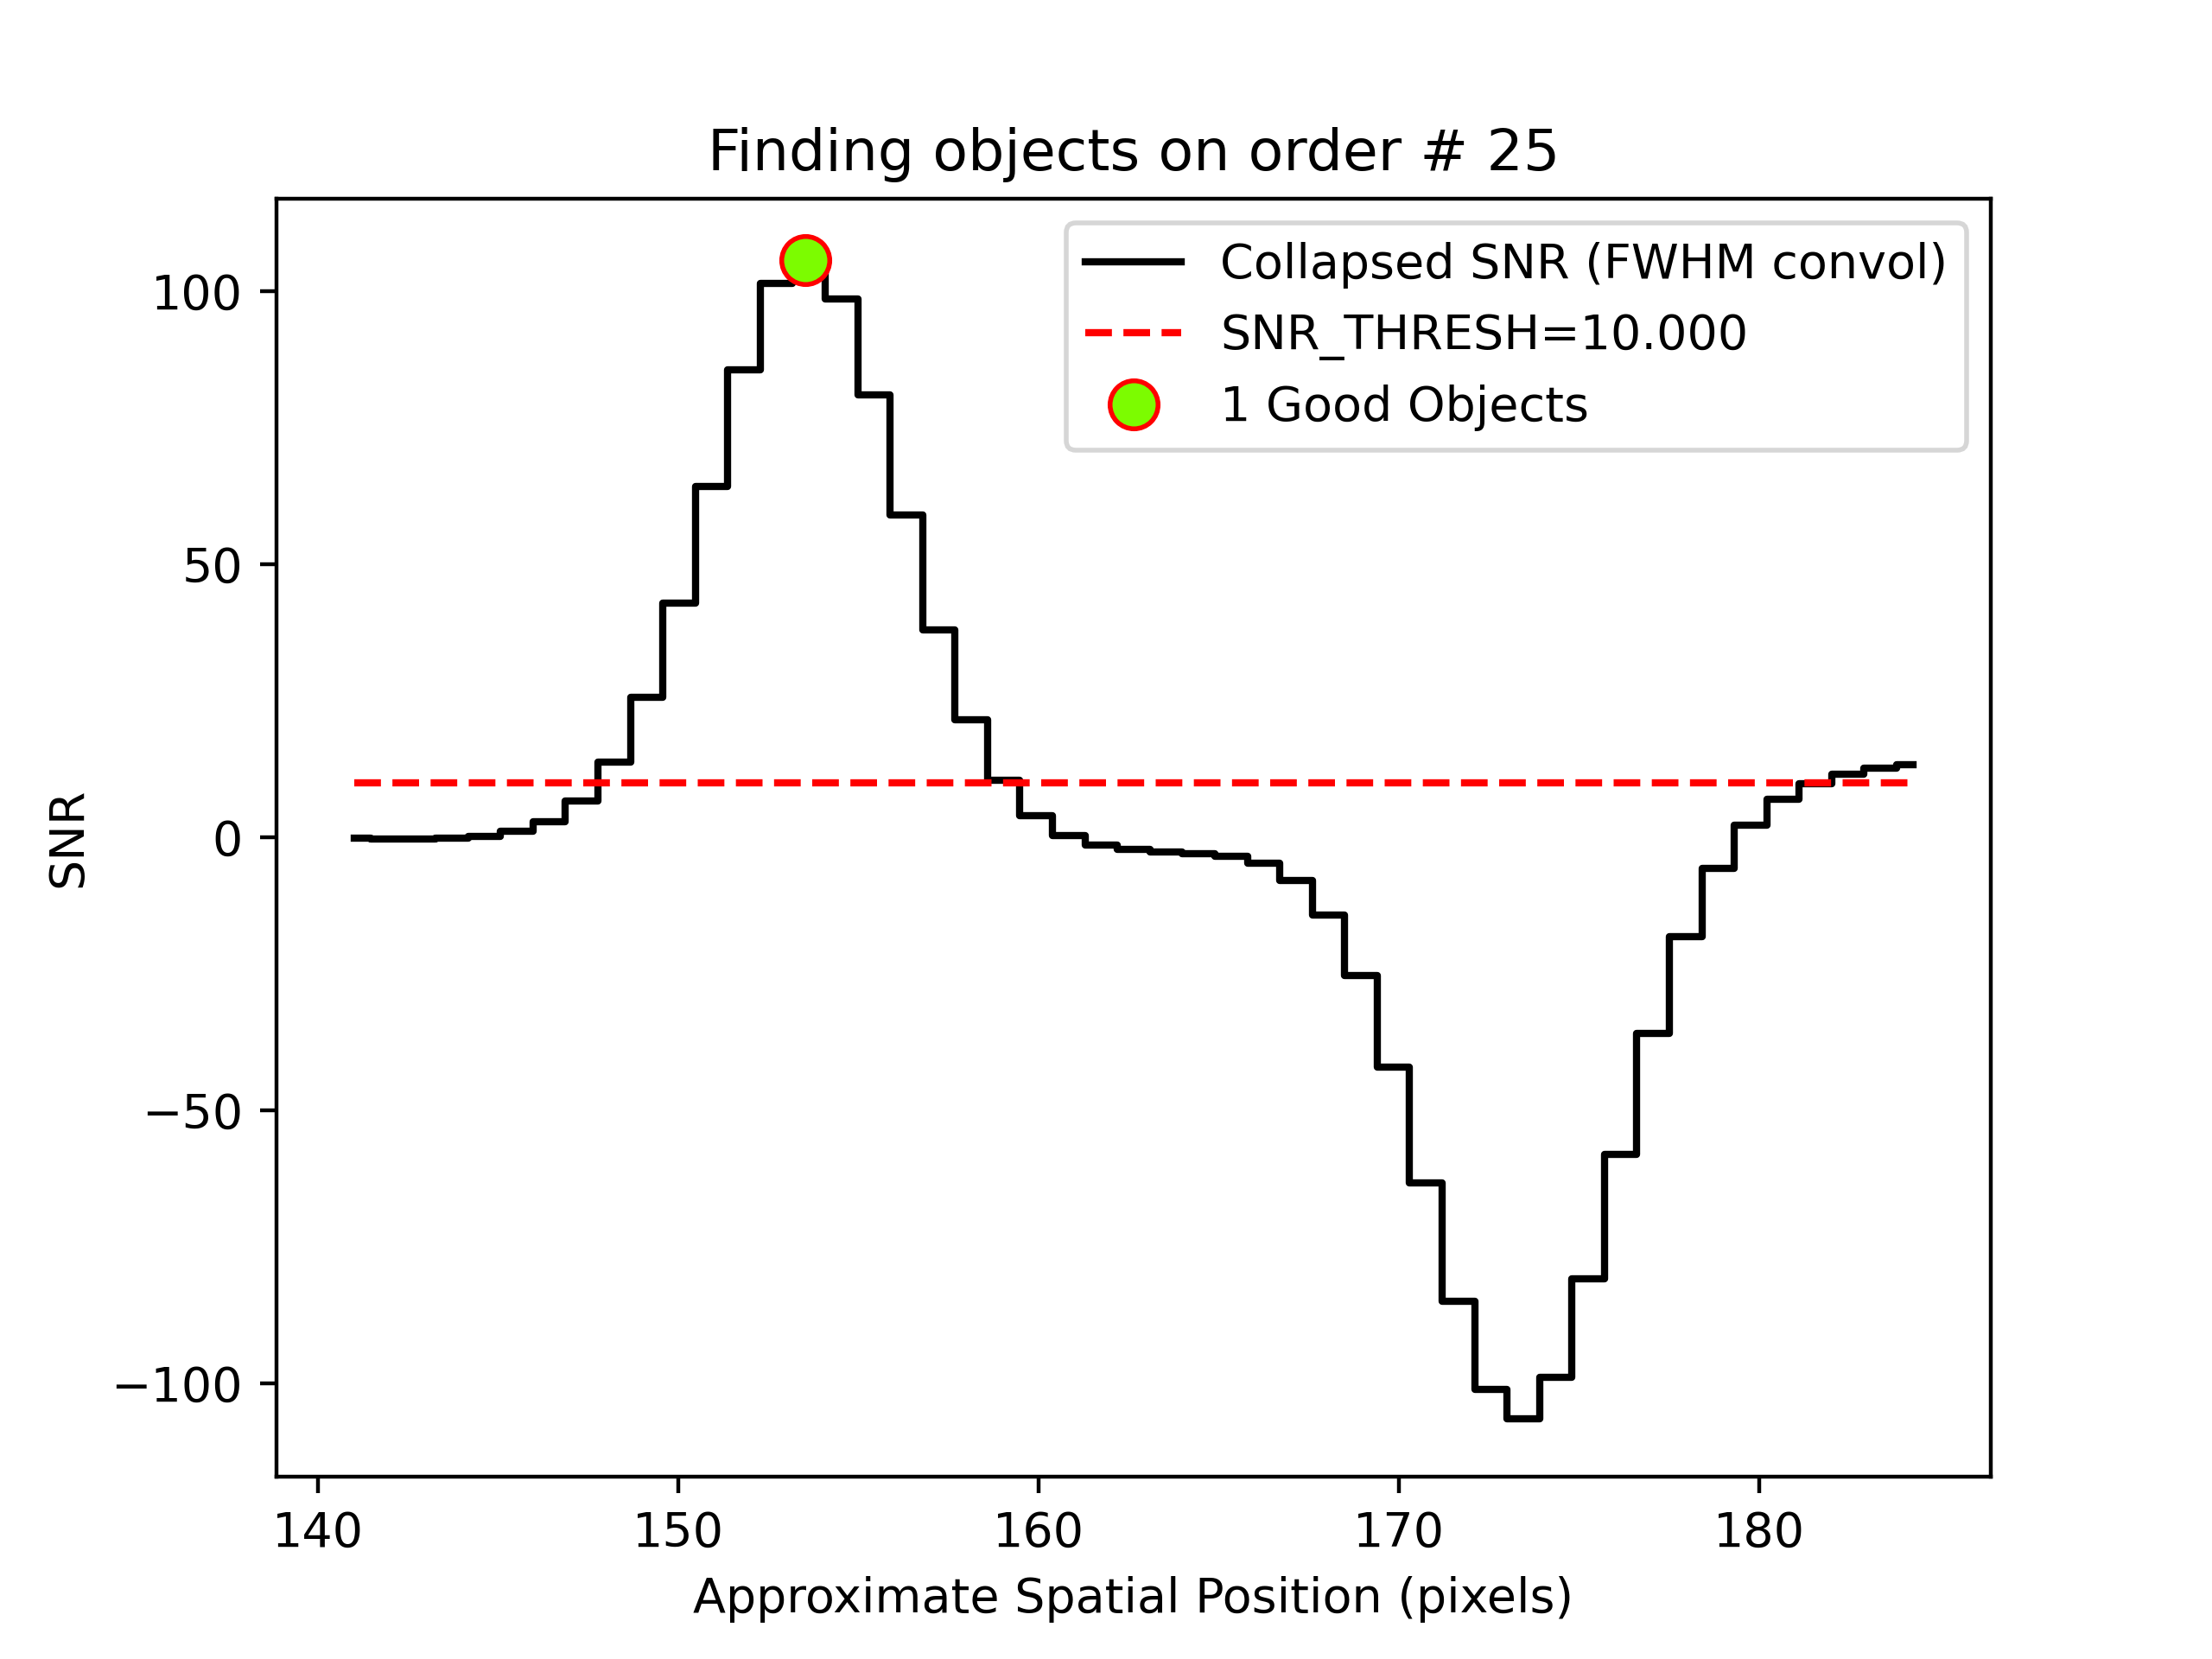 Finding objects on order # 25
Collapsed SNR (FWHM convol)
SNR_THRESH=10.000
1 Good Objects
100
50
0
−50
−100
SNR
140 150 160 170 180
Approximate Spatial Position (pixels)